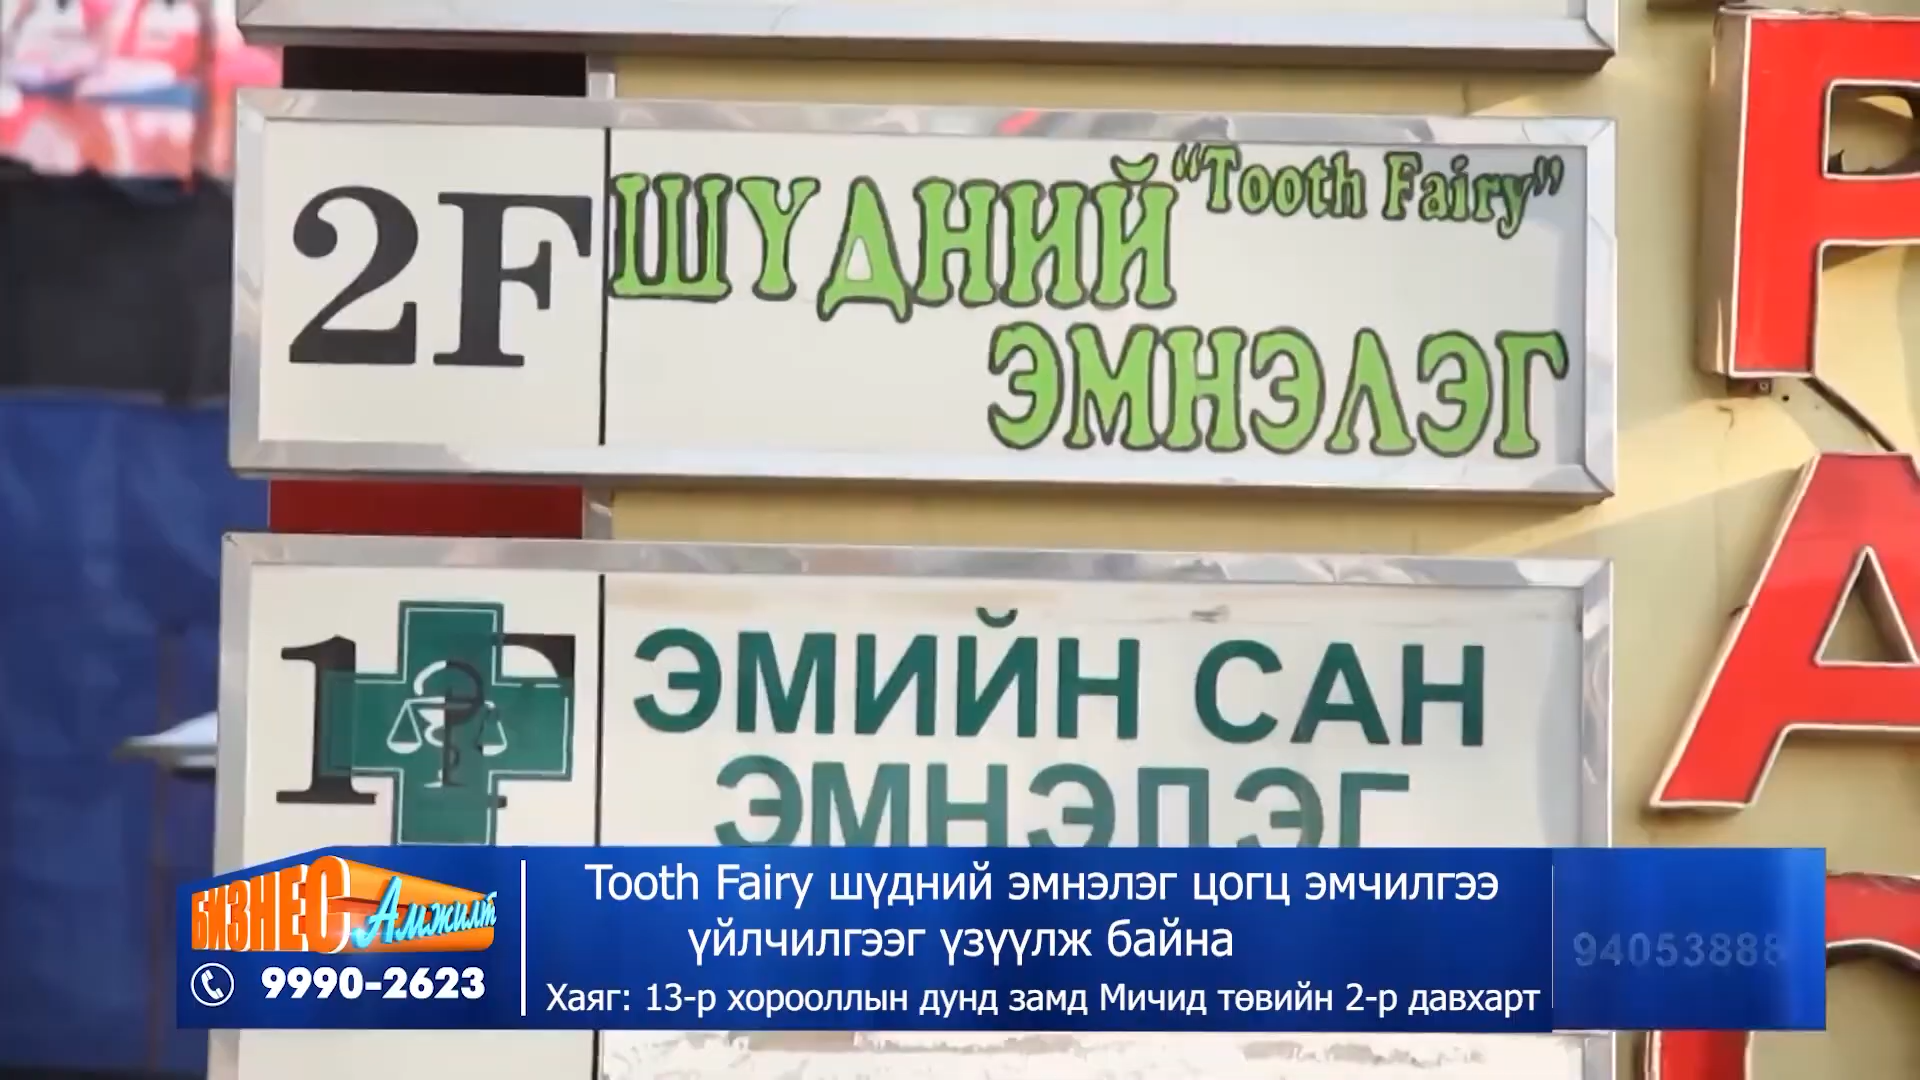 2F
ШҮДНИЙ "Tooth Fairy"
ЭМНЭЛЭГ
1F
ЭМИЙН САН
ЭМНЭЛЭГ
БИЗНЕС Амжилт
9990-2623
Tooth Fairy шүдний эмнэлэг цогц эмчилгээ
үйлчилгээг үзүүлж байна
Хаяг: 13-р хорооллын дунд замд Мичид төвийн 2-р давхарт
94053888